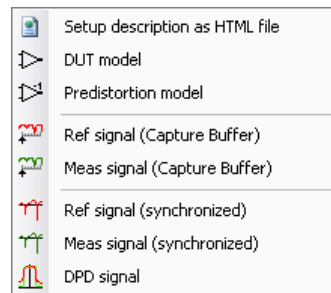 Setup description as HTML file
DUT model
Predistortion model
Ref signal (Capture Buffer)
Meas signal (Capture Buffer)
Ref signal (synchronized)
Meas signal (synchronized)
DPD signal